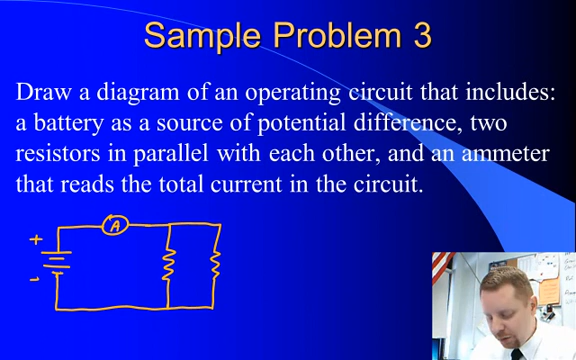 Sample Problem 3
Draw a diagram of an operating circuit that includes:
a battery as a source of potential difference, two
resistors in parallel with each other, and an ammeter
that reads the total current in the circuit.
A
+
-